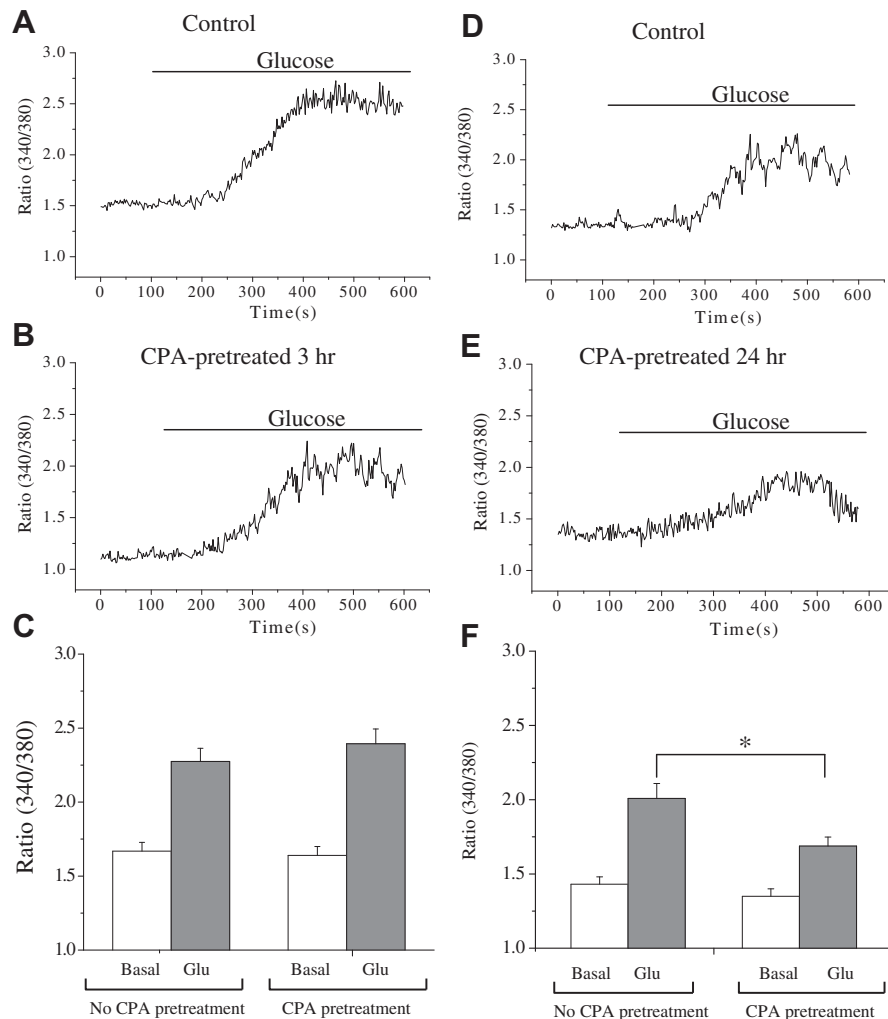 A
Control
Glucose
3.0
2.5
2.0
1.5
1.0
Ratio (340/380)
0 100 200 300 400 500 600
Time(s)
B
CPA-pretreated 3 hr
Glucose
3.0
2.5
2.0
1.5
1.0
Ratio (340/380)
0 100 200 300 400 500 600
Time(s)
C
3.0
2.5
2.0
1.5
1.0
Ratio (340/380)
Basal Glu Basal Glu
No CPA pretreatment CPA pretreatment
D
Control
Glucose
3.0
2.5
2.0
1.5
1.0
Ratio (340/380)
0 100 200 300 400 500 600
Time(s)
E
CPA-pretreated 24 hr
Glucose
3.0
2.5
2.0
1.5
1.0
Ratio (340/380)
0 100 200 300 400 500 600
Time(s)
F
3.0
2.5
2.0
1.5
1.0
Ratio (340/380)
*
Basal Glu Basal Glu
No CPA pretreatment CPA pretreatment